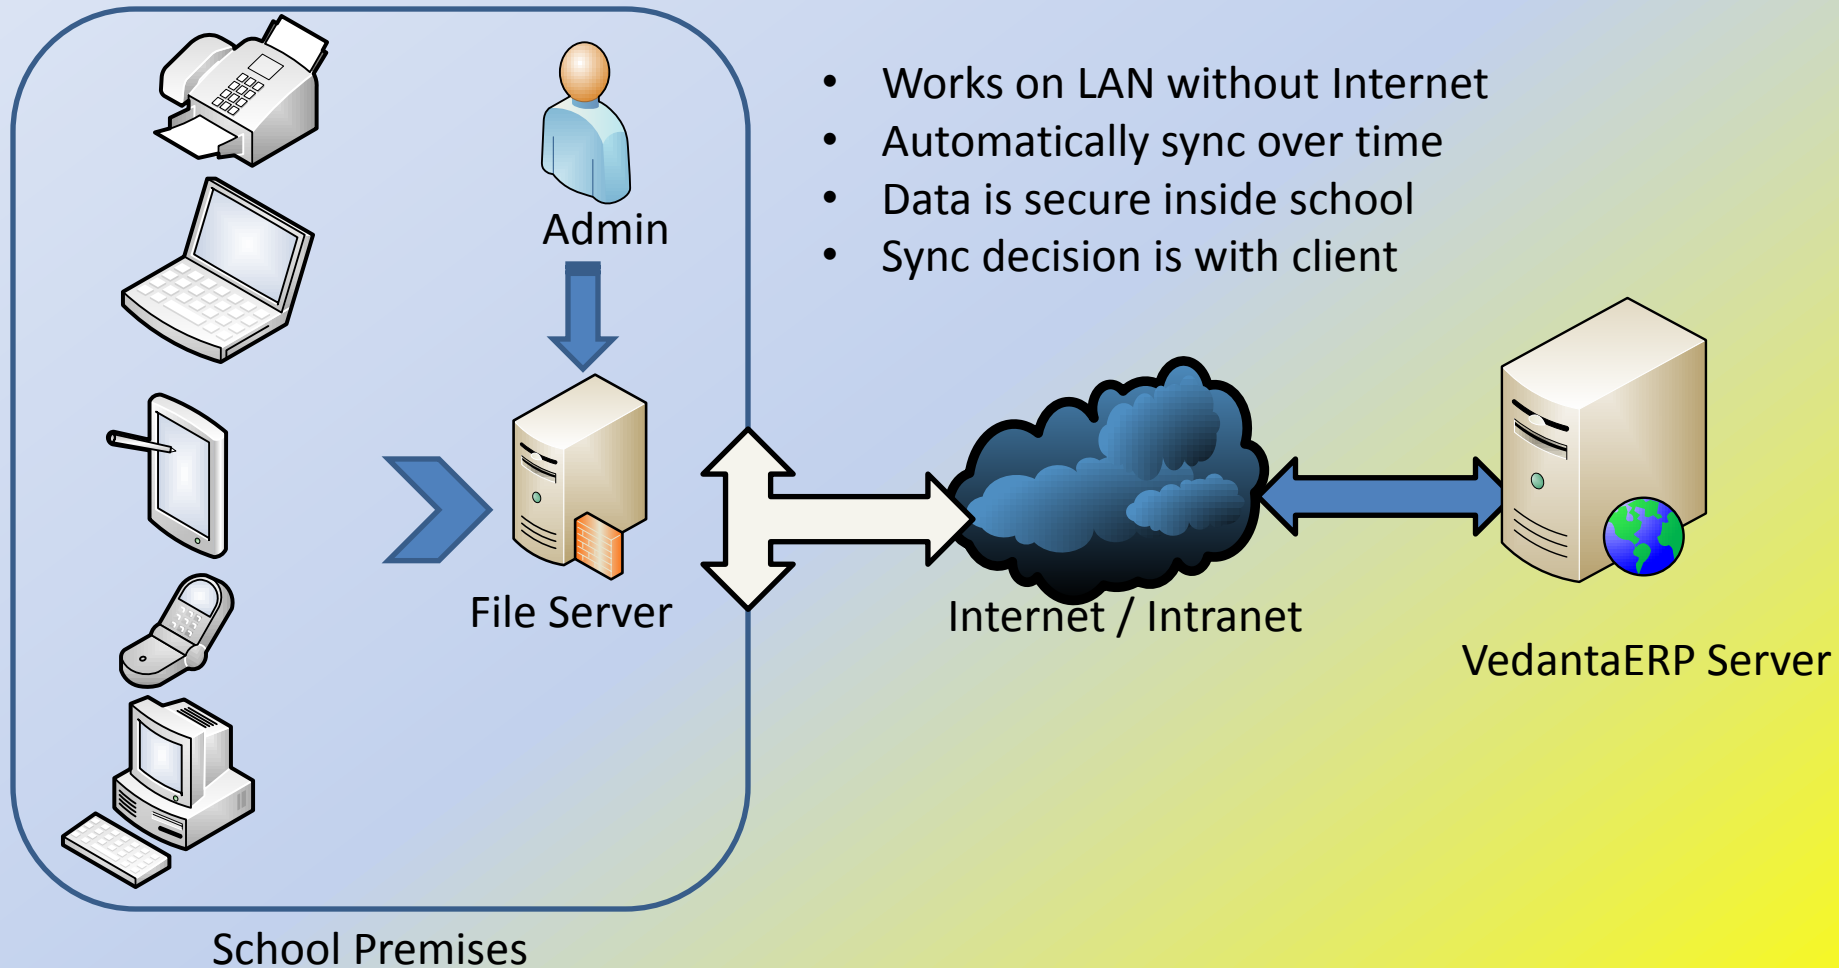 • Works on LAN without Internet
• Automatically sync over time
• Data is secure inside school
• Sync decision is with client
Admin
File Server
Internet / Intranet
VedantaERP Server
School Premises